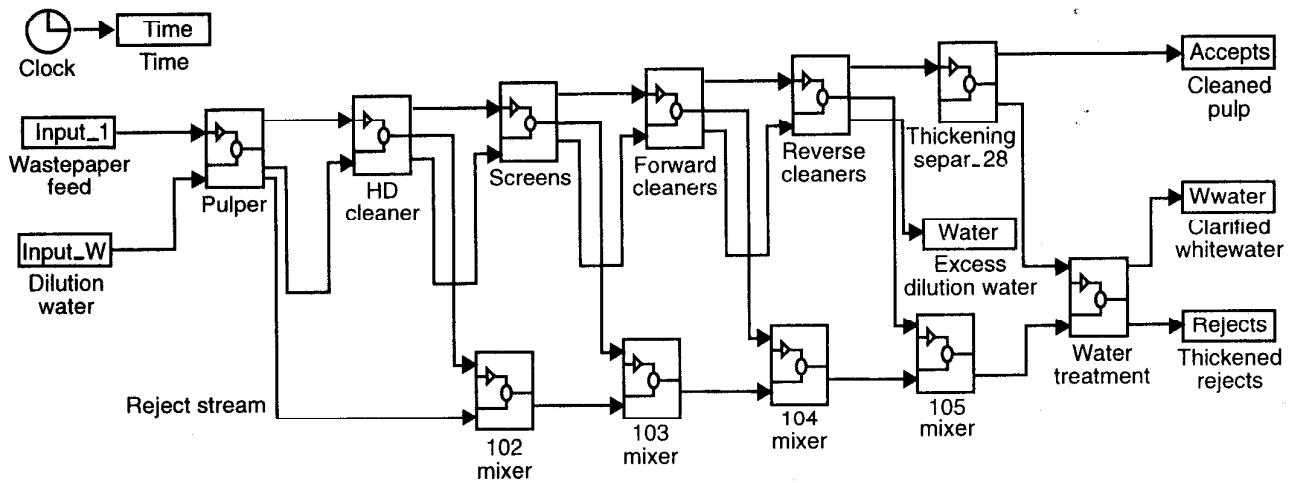 Time
Clock
Time
Input_1
Wastepaper
feed
Input_W
Dilution
water
Pulper
HD
cleaner
Screens
Forward
cleaners
Reverse
cleaners
Thickening
separ_28
Accepts
Cleaned
pulp
Water
Excess
dilution water
Wwater
Clarified
whitewater
Water
treatment
Rejects
Thickened
rejects
Reject stream
102
mixer
103
mixer
104
mixer
105
mixer